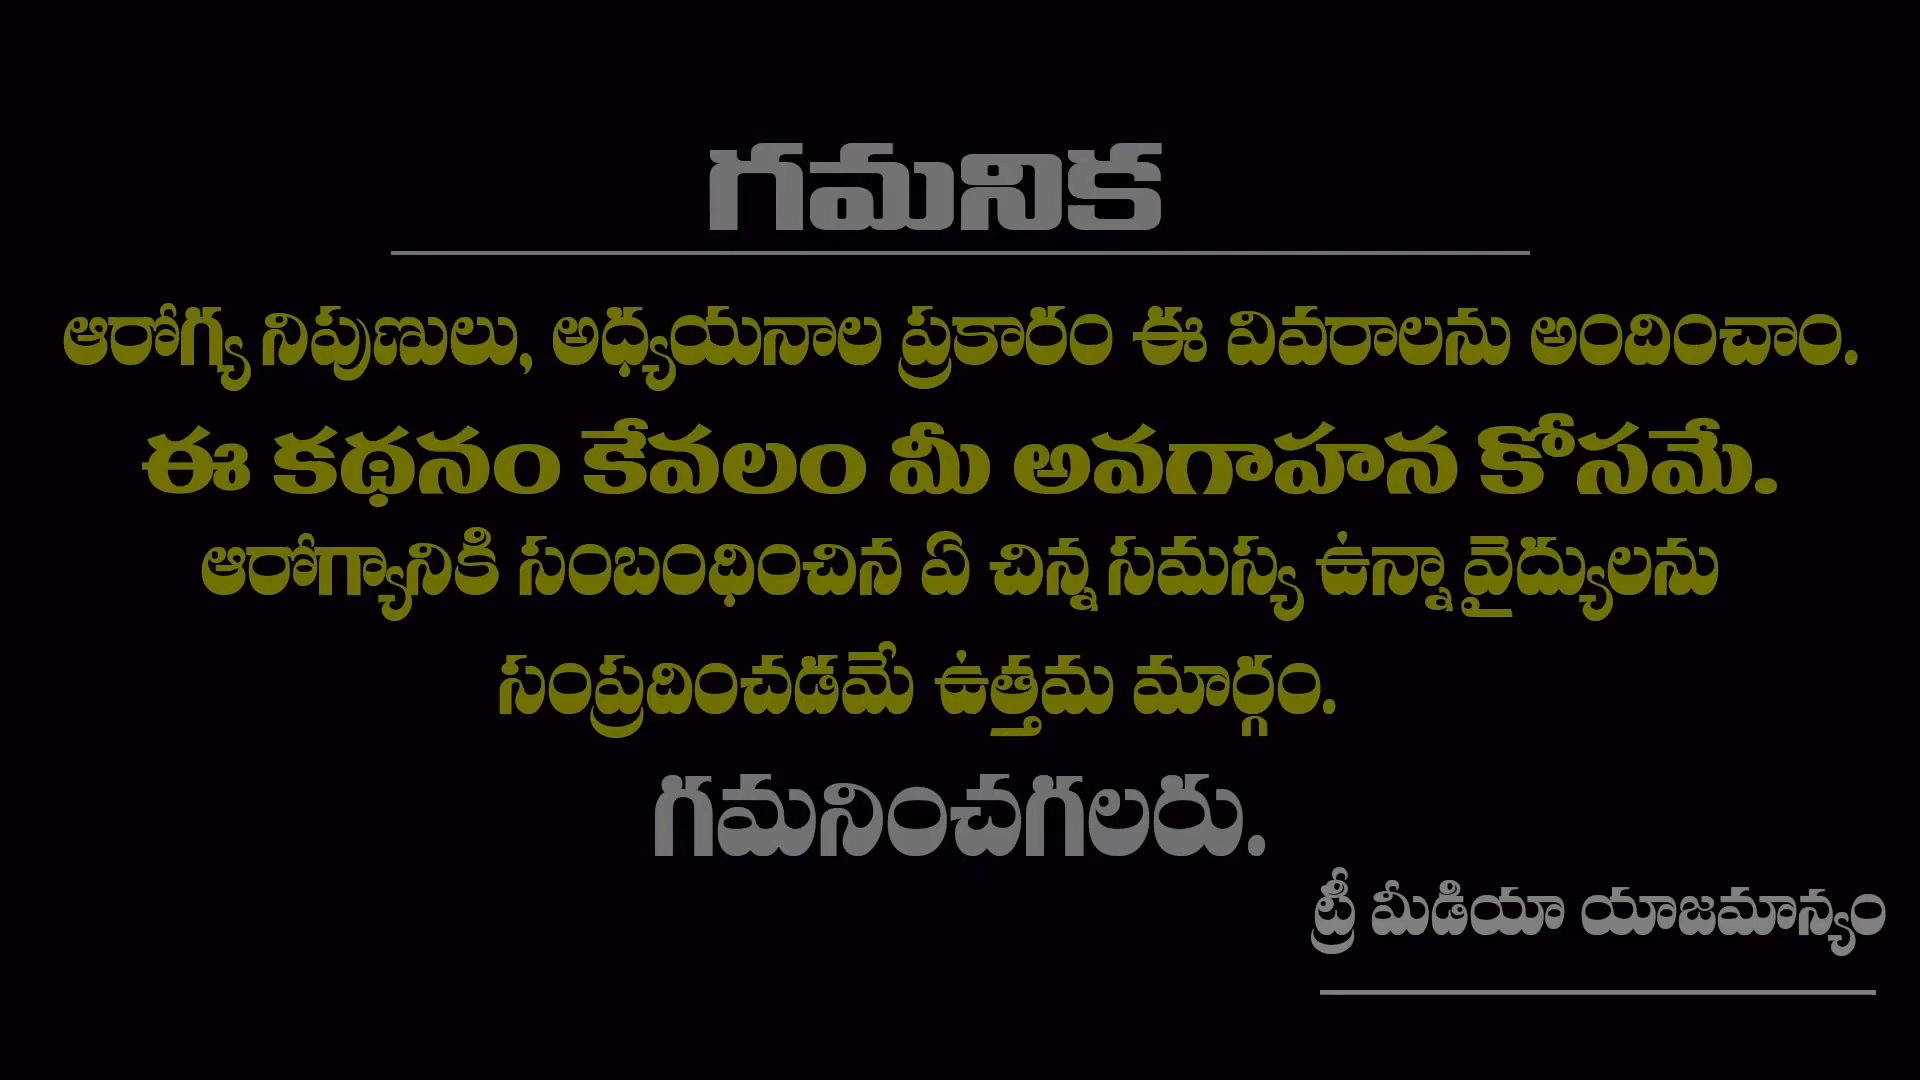 గమనిక
ఆరోగ్య నిపుణులు, అధ్యయనాల ప్రకారం ఈ వివరాలను అందించాం.
ఈ కథనం కేవలం మీ అవగాహన కోసమే.
ఆరోగ్యానికి సంబంధించిన ఏ చిన్న సమస్య ఉన్నా వైద్యులను
సంప్రదించడమే ఉత్తమ మార్గం.
గమనించగలరు.
ట్రీ మీడియా యాజమాన్యం